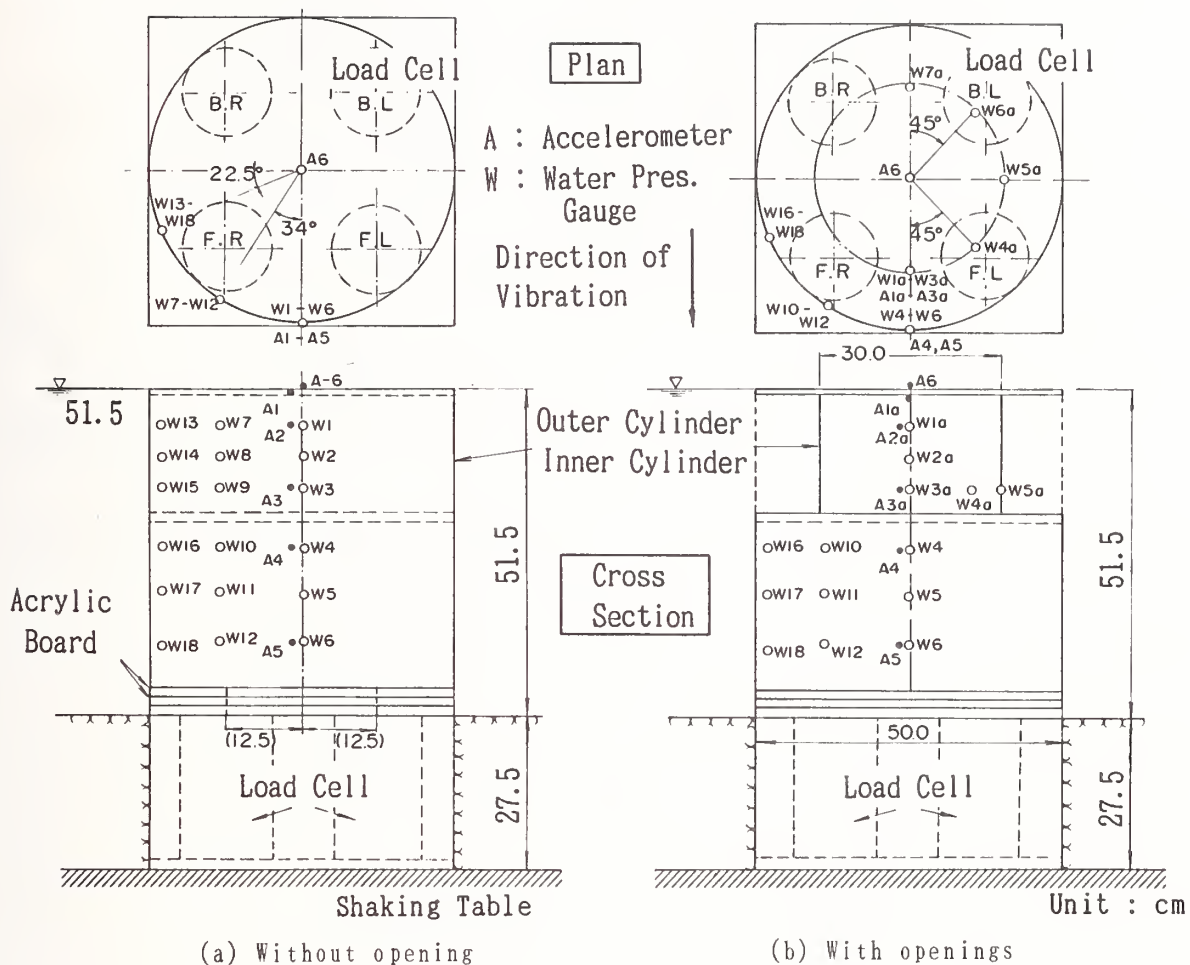 Load Cell
B.R
B.L
A6
22.5°
W13-
W18
34°
F.R
F.L
W7-W12
W1-W6
A1-A5
Plan
A : Accelerometer
W : Water Pres.
Gauge
Direction of
Vibration
Load Cell
W7a
B.R
B.L
W6a
45°
A6
W5a
W16-
W18
45°
W4a
F.R
F.L
W1a-W3a
A1a-A3a
W10-
W12
W4-W6
A4,A5
30.0
A-6
51.5
A1
W13
W7
A2
W1
W14
W8
W2
W15
W9
A3
W3
W16
W10
A4
W4
W17
W11
W5
W18
W12
A5
W6
51.5
Acrylic
Board
(12.5)
(12.5)
Load Cell
27.5
Outer Cylinder
Inner Cylinder
Cross
Section
A6
A1a
W1a
A2a
W2a
W3a
A3a
W4a
W5a
W16
W10
A4
W4
W17
W11
W5
W18
W12
A5
W6
51.5
50.0
Load Cell
27.5
Shaking Table
Unit : cm
(a) Without opening
(b) With openings